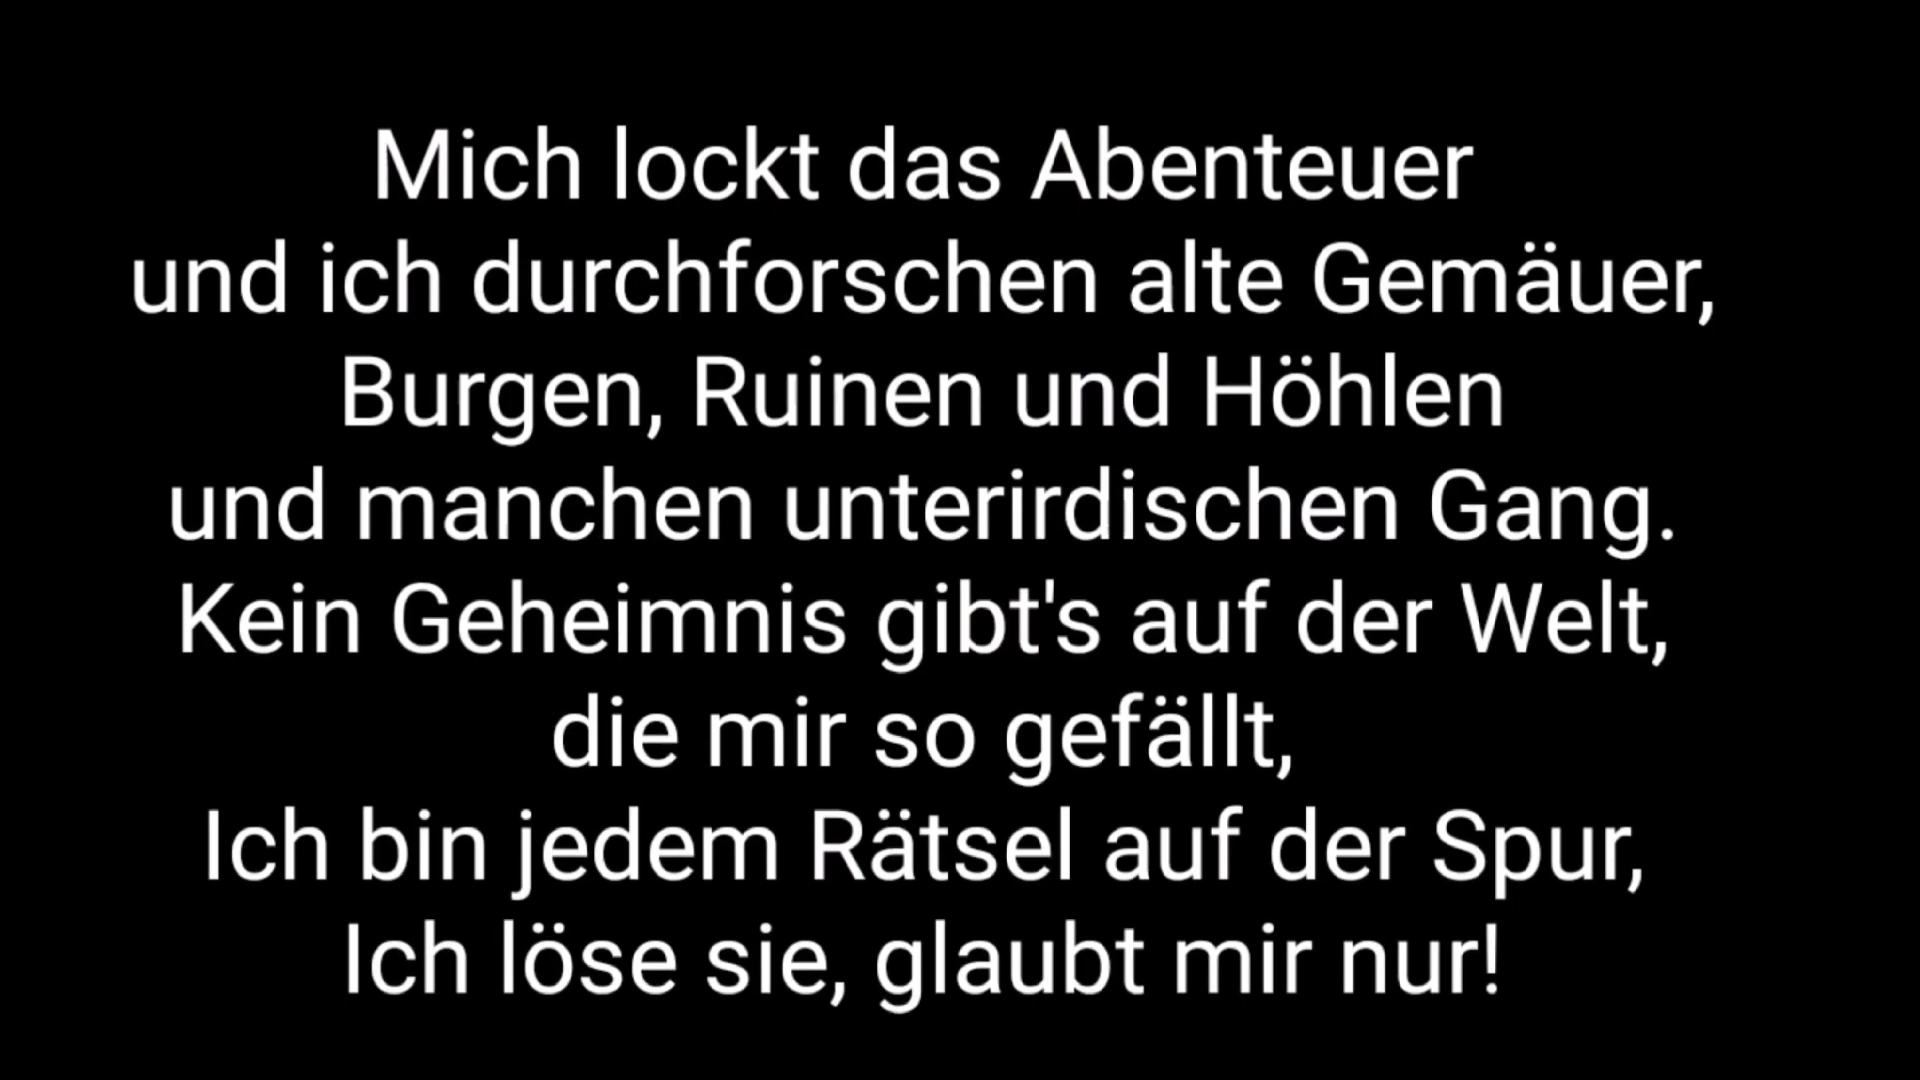 Mich lockt das Abenteuer
und ich durchforschen alte Gemäuer,
Burgen, Ruinen und Höhlen
und manchen unterirdischen Gang.
Kein Geheimnis gibt's auf der Welt,
die mir so gefällt,
Ich bin jedem Rätsel auf der Spur,
Ich löse sie, glaubt mir nur!